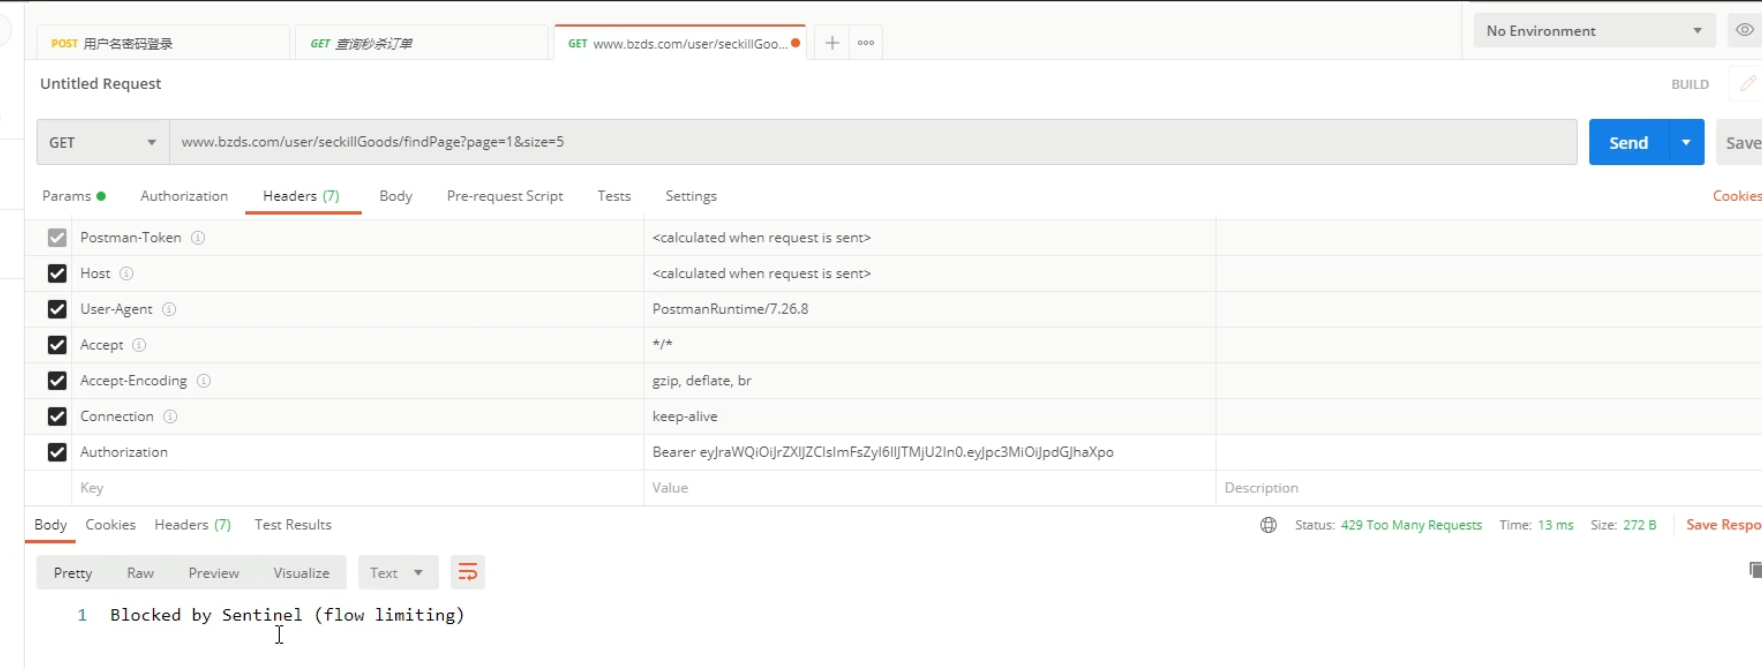 POST 用户名密码登录 GET 查询秒杀订单 GET www.bzds.com/user/seckillGoo... No Environment
Untitled Request BUILD
GET www.bzds.com/user/seckillGoods/findPage?page=1&size=5 Send Save
Params Authorization Headers (7) Body Pre-request Script Tests Settings Cookies
Postman-Token <calculated when request is sent>
Host <calculated when request is sent>
User-Agent PostmanRuntime/7.26.8
Accept */*
Accept-Encoding gzip, deflate, br
Connection keep-alive
Authorization Bearer eyJraWQiOiJrZXlJZCIsImFsZyI6IlJTMjU2In0.eyJpc3MiOiJpdGJhaXpo
Key Value Description
Body Cookies Headers (7) Test Results Status: 429 Too Many Requests Time: 13 ms Size: 272 B Save Respo
Pretty Raw Preview Visualize Text
1 Blocked by Sentinel (flow limiting)